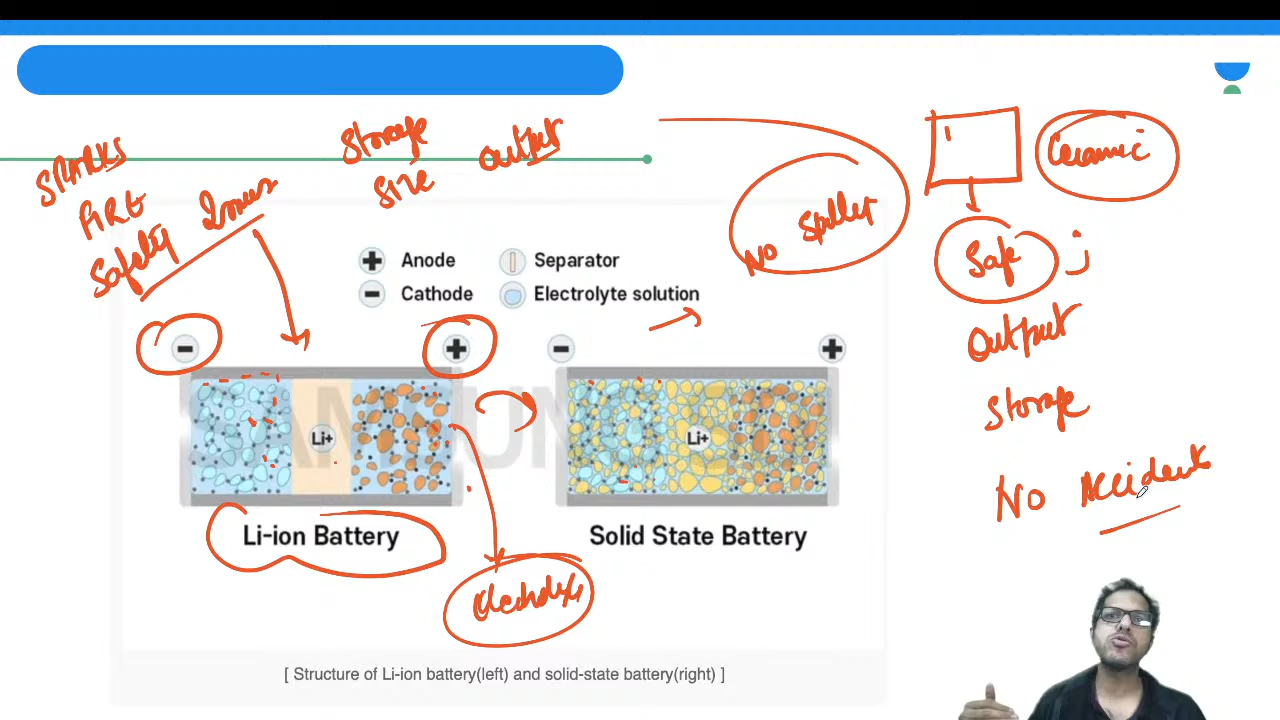 SPARKS
FIRE
Safety Issues
Storage
Size
Output
No Spillet
Ceramic
Safe
Output
Storage
No Accidents
+ Anode
Separator
− Cathode
Electrolyte solution
− +
− +
SAMSUNG
Li+
Li+
Li-ion Battery
Solid State Battery
[ Structure of Li-ion battery(left) and solid-state battery(right) ]